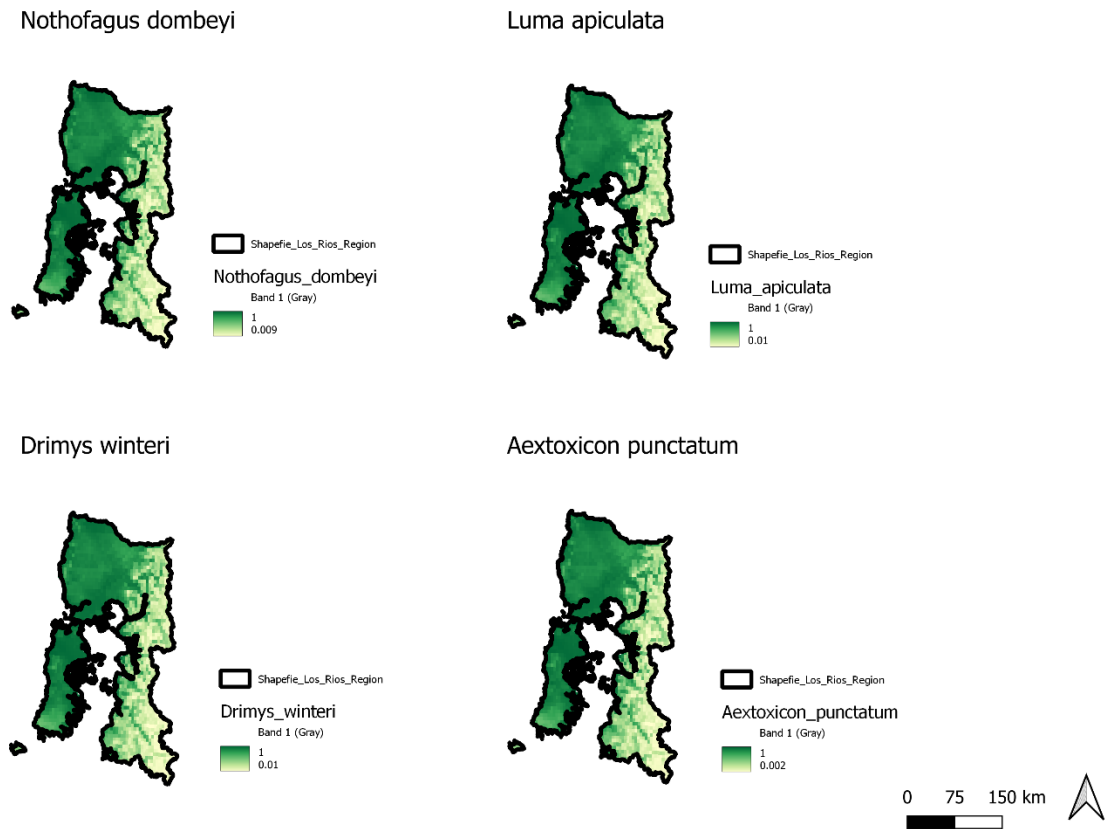 Nothofagus dombeyi
Luma apiculata
Shapefie_Los_Rios_Region
Nothofagus_dombeyi
Band 1 (Gray)
1
0.009
Shapefie_Los_Rios_Region
Luma_apiculata
Band 1 (Gray)
1
0.01
Drimys winteri
Aextoxicon punctatum
Shapefie_Los_Rios_Region
Drimys_winteri
Band 1 (Gray)
1
0.01
Shapefie_Los_Rios_Region
Aextoxicon_punctatum
Band 1 (Gray)
1
0.002
0 75 150 km